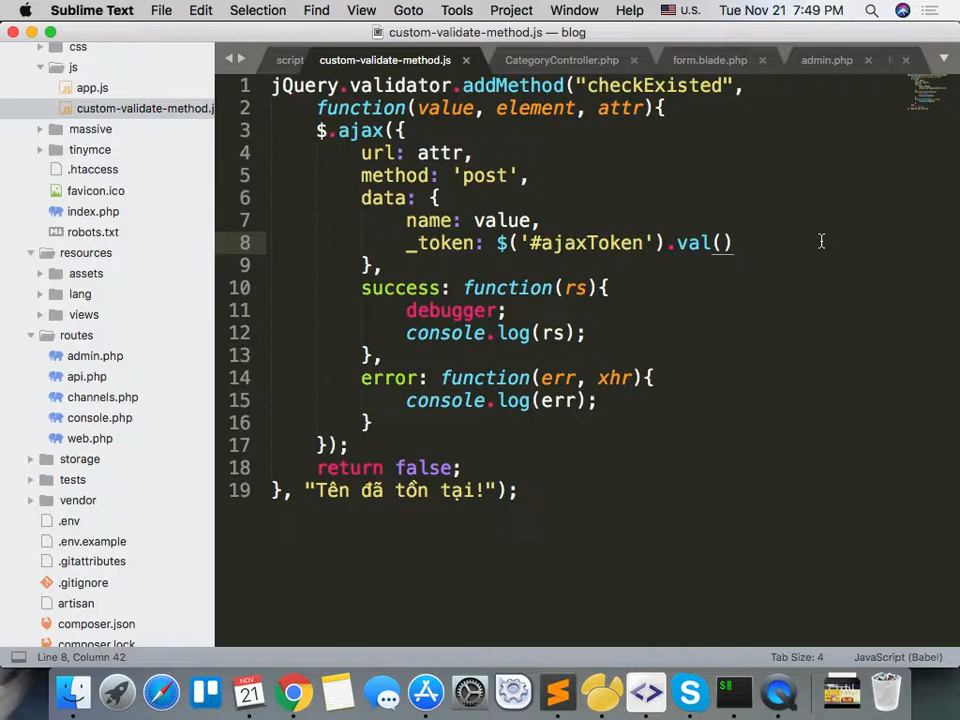 Sublime Text File Edit Selection Find View Goto Tools Project Window Help U.S. Tue Nov 21 7:49 PM
custom-validate-method.js — blog
script custom-validate-method.js CategoryController.php form.blade.php admin.php
css
js
app.js
custom-validate-method.j
massive
tinymce
.htaccess
favicon.ico
index.php
robots.txt
resources
assets
lang
views
routes
admin.php
api.php
channels.php
console.php
web.php
storage
tests
vendor
.env
.env.example
.gitattributes
.gitignore
artisan
composer.json
composer.lock
1 jQuery.validator.addMethod("checkExisted",
2 function(value, element, attr){
3 $.ajax({
4 url: attr,
5 method: 'post',
6 data: {
7 name: value,
8 _token: $('#ajaxToken').val()
9 },
10 success: function(rs){
11 debugger;
12 console.log(rs);
13 },
14 error: function(err, xhr){
15 console.log(err);
16 }
17 });
18 return false;
19 }, "Tên đã tồn tại!");
Line 8, Column 42 Tab Size: 4 JavaScript (Babel)
NOV
21